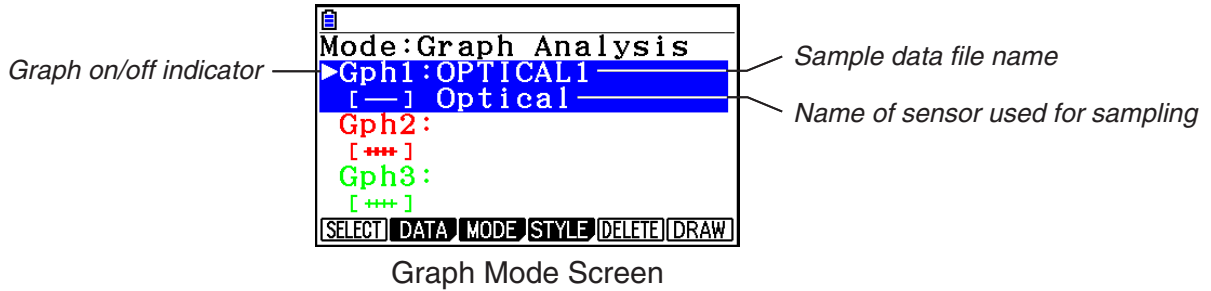 Mode:Graph Analysis
Graph on/off indicator
▶Gph1:OPTICAL1
Sample data file name
[—] Optical
Name of sensor used for sampling
Gph2:
[++++]
Gph3:
[++++]
SELECT DATA MODE STYLE DELETE DRAW
Graph Mode Screen